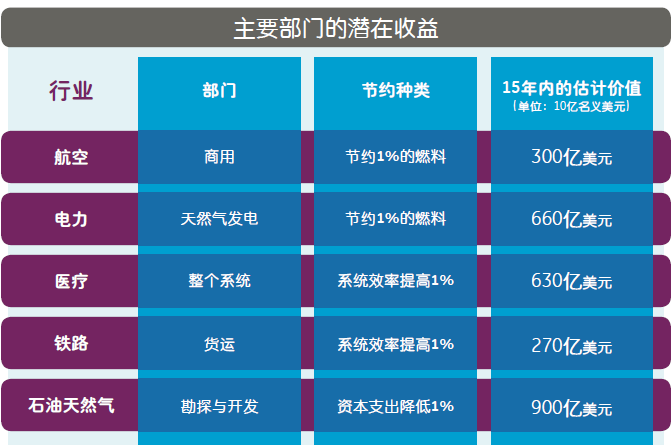 主要部门的潜在收益
行业 部门 节约种类 15年内的估计价值
(单位：10亿名义美元)
航空 商用 节约1%的燃料 300亿美元
电力 天然气发电 节约1%的燃料 660亿美元
医疗 整个系统 系统效率提高1% 630亿美元
铁路 货运 系统效率提高1% 270亿美元
石油天然气 勘探与开发 资本支出降低1% 900亿美元